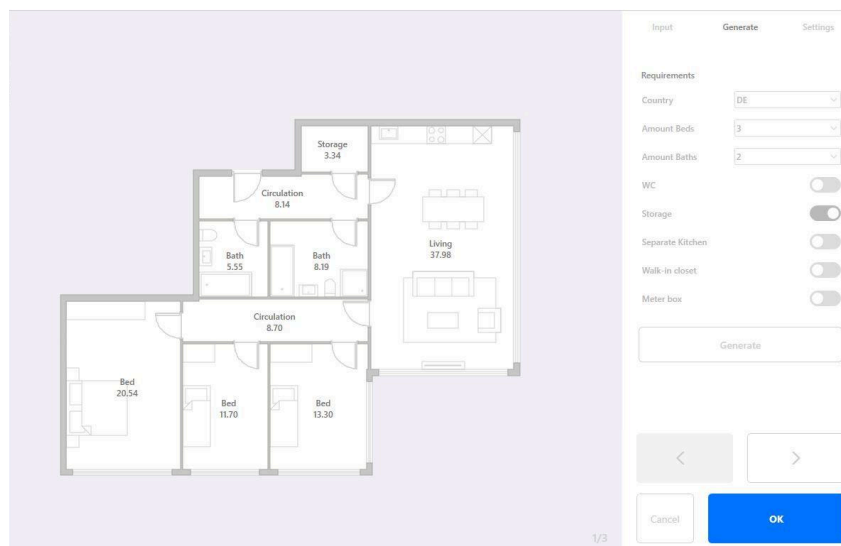 Input Generate Settings
Requirements
Country DE
Amount Beds 3
Amount Baths 2
WC
Storage
Separate Kitchen
Walk-in closet
Meter box
Generate
Cancel OK
Storage
3.34
Circulation
8.14
Bath
5.55
Bath
8.19
Living
37.98
Circulation
8.70
Bed
20.54
Bed
11.70
Bed
13.30
1/3